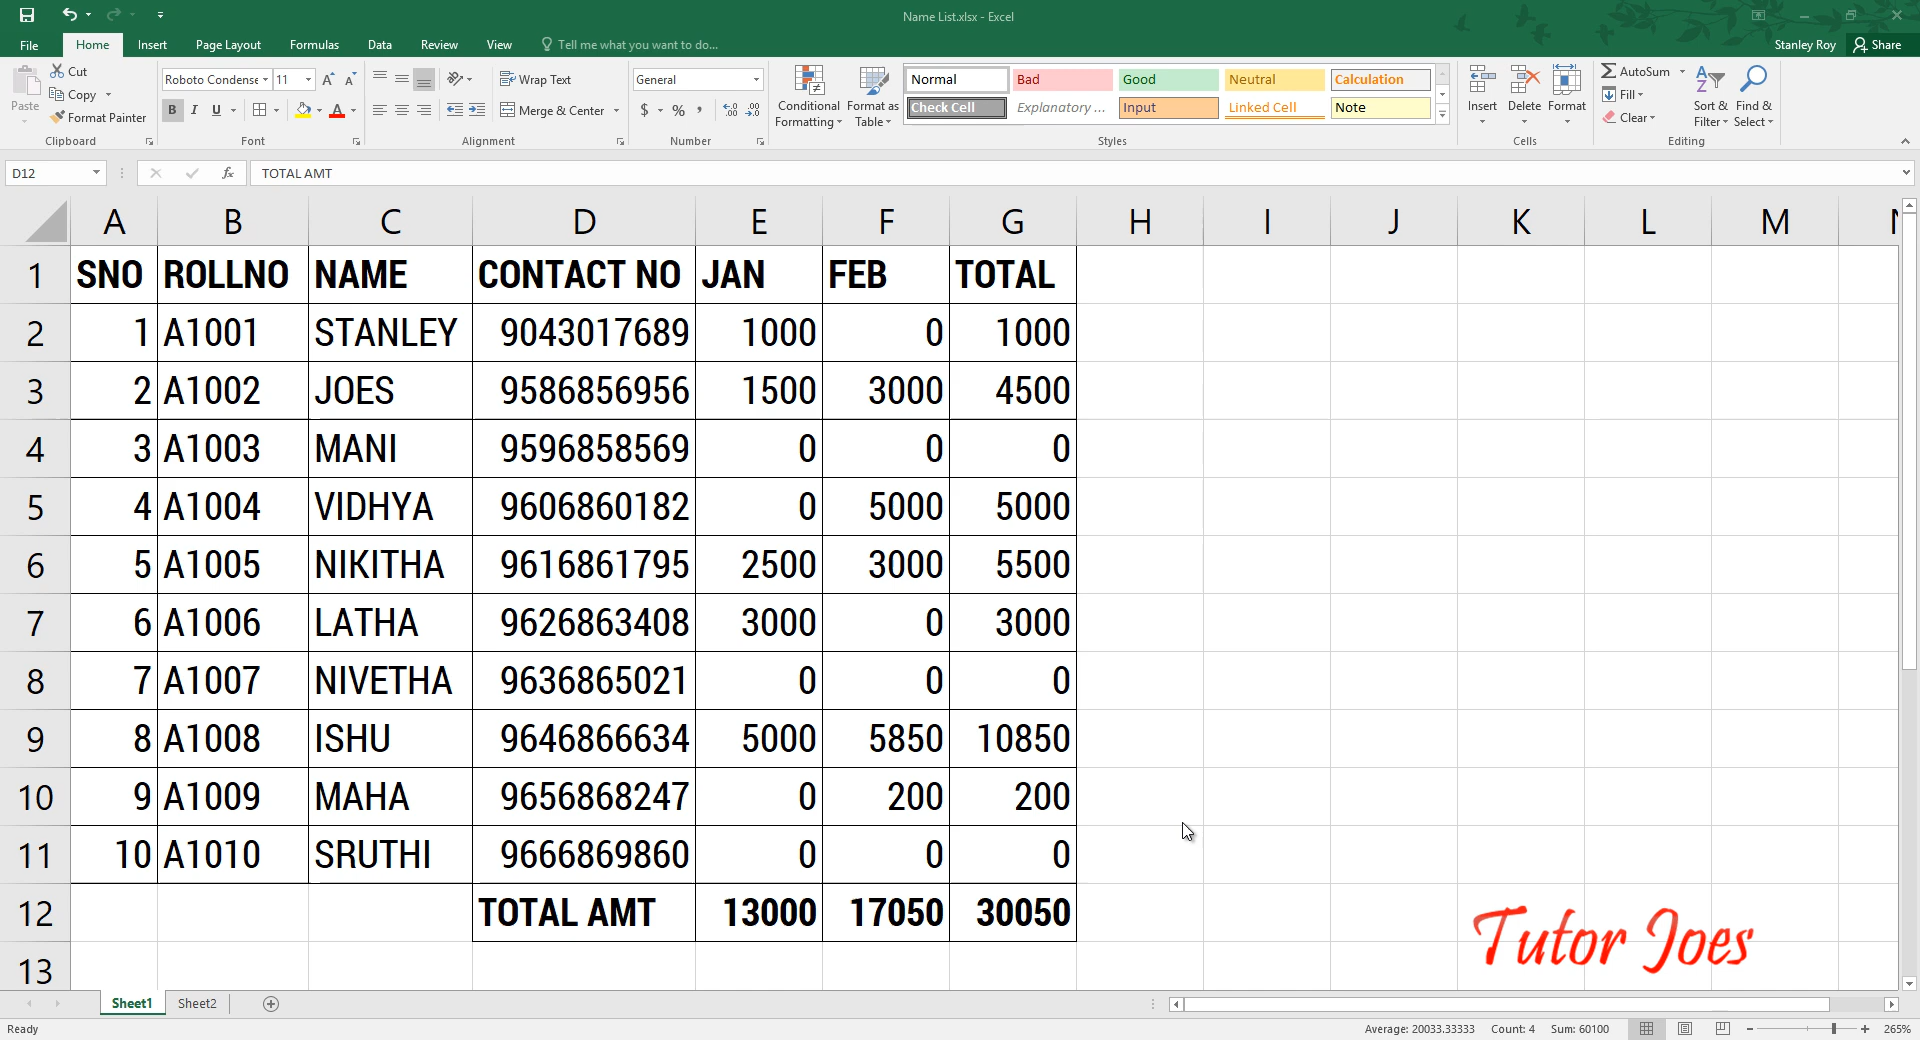 Name List.xlsx - Excel
File Home Insert Page Layout Formulas Data Review View Tell me what you want to do... Stanley Roy Share
Paste Cut Copy Format Painter
Roboto Condense 11
B I U
Wrap Text
Merge & Center
General
$ % ,
Conditional Formatting
Format as Table
Normal Bad Good Neutral Calculation
Check Cell Explanatory ... Input Linked Cell Note
Insert Delete Format
AutoSum
Fill
Clear
Sort & Filter
Find & Select
Clipboard Font Alignment Number Styles Cells Editing
D12 fx TOTAL AMT
A B C D E F G H I J K L M
1 SNO ROLLNO NAME CONTACT NO JAN FEB TOTAL
2 1 A1001 STANLEY 9043017689 1000 0 1000
3 2 A1002 JOES 9586856956 1500 3000 4500
4 3 A1003 MANI 9596858569 0 0 0
5 4 A1004 VIDHYA 9606860182 0 5000 5000
6 5 A1005 NIKITHA 9616861795 2500 3000 5500
7 6 A1006 LATHA 9626863408 3000 0 3000
8 7 A1007 NIVETHA 9636865021 0 0 0
9 8 A1008 ISHU 9646866634 5000 5850 10850
10 9 A1009 MAHA 9656868247 0 200 200
11 10 A1010 SRUTHI 9666869860 0 0 0
12 TOTAL AMT 13000 17050 30050
13
Tutor Joes
Sheet1 Sheet2
Ready Average: 20033.33333 Count: 4 Sum: 60100 265%